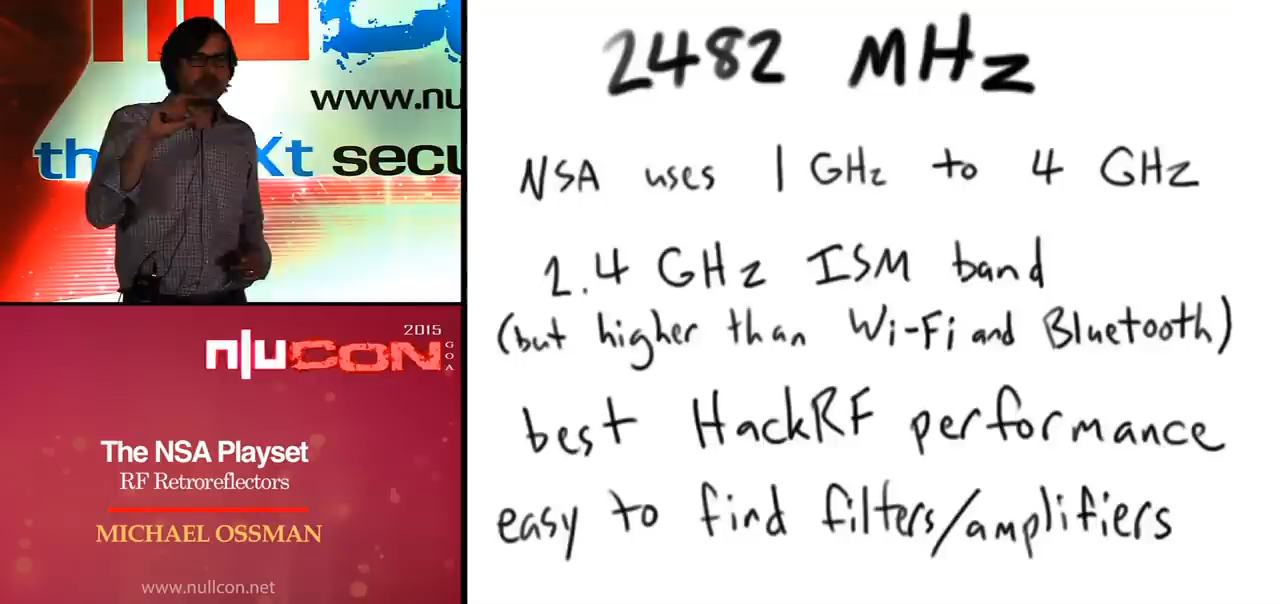 www.nu
the
Xt secu
n|u CON
2015
GOA
The NSA Playset
RF Retroreflectors
MICHAEL OSSMAN
www.nullcon.net
2482 MHz
NSA uses 1 GHz to 4 GHz
2.4 GHz ISM band
(but higher than Wi-Fi and Bluetooth)
best HackRF performance
easy to find filters/amplifiers